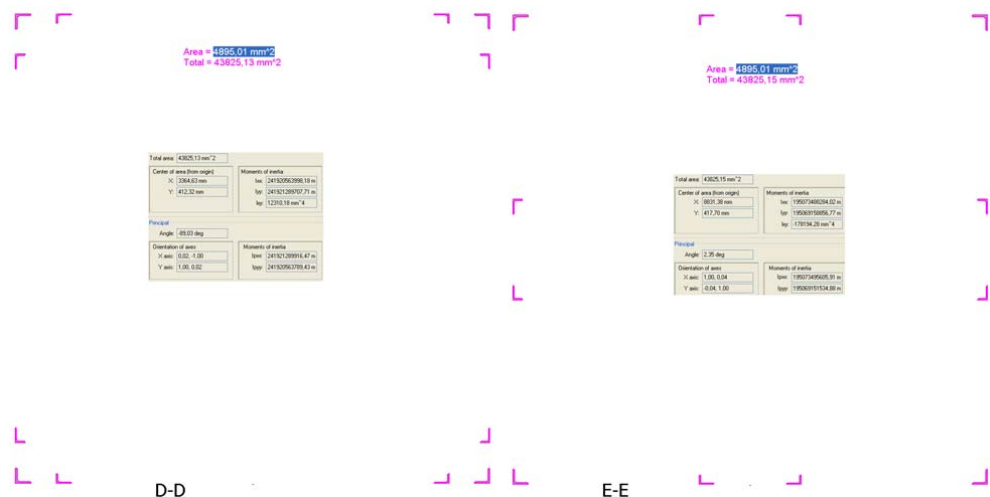 Area = 4895,01 mm^2
Total = 43825,13 mm^2
Total area: 43825,13 mm^2
Center of area (from origin)
X: 3364,63 mm
Y: 412,32 mm
Moments of inertia
Ixx: 241920563998,18 m
Iyy: 241921289707,71 m
Ixy: 12310,18 mm^4
Principal
Angle: -89,03 deg
Orientation of axes
X axis: 0,02, -1,00
Y axis: 1,00, 0,02
Moments of inertia
Ipxx: 241921289916,47 m
Ipyy: 241920563789,43 m
D-D
Area = 4895,01 mm^2
Total = 43825,15 mm^2
Total area: 43825,15 mm^2
Center of area (from origin)
X: 8831,38 mm
Y: 417,70 mm
Moments of inertia
Ixx: 195073488284,02 m
Iyy: 195069158856,77 m
Ixy: -178194,20 mm^4
Principal
Angle: 2,35 deg
Orientation of axes
X axis: 1,00, 0,04
Y axis: -0,04, 1,00
Moments of inertia
Ipxx: 195073495605,91 m
Ipyy: 195069151534,88 m
E-E